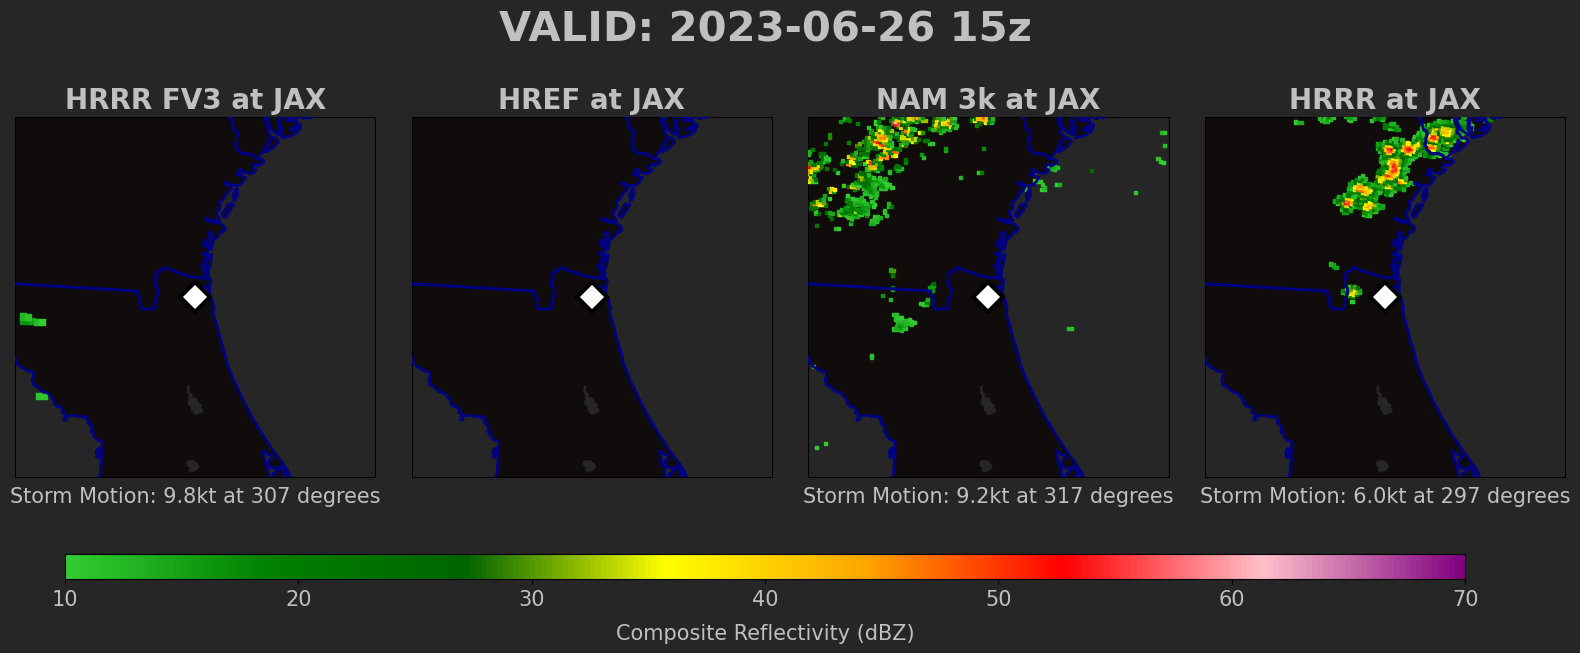 VALID: 2023-06-26 15z
HRRR FV3 at JAX
HREF at JAX
NAM 3k at JAX
HRRR at JAX
Storm Motion: 9.8kt at 307 degrees
Storm Motion: 9.2kt at 317 degrees
Storm Motion: 6.0kt at 297 degrees
10 20 30 40 50 60 70
Composite Reflectivity (dBZ)